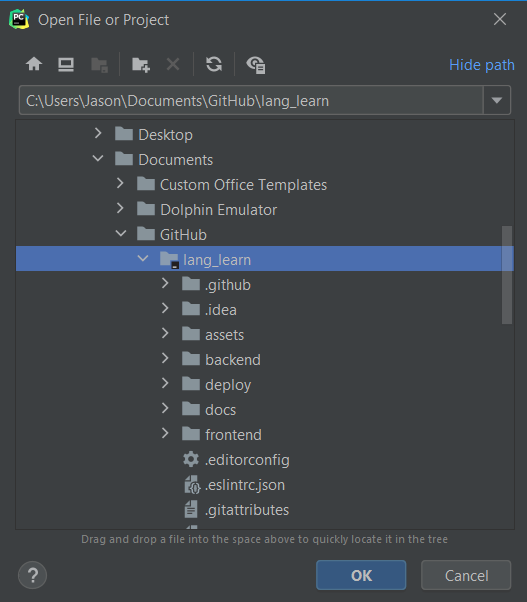 PC
Open File or Project
Hide path
C:\Users\Jason\Documents\GitHub\lang_learn
Desktop
Documents
Custom Office Templates
Dolphin Emulator
GitHub
lang_learn
.github
.idea
assets
backend
deploy
docs
frontend
.editorconfig
.eslintrc.json
.gitattributes
Drag and drop a file into the space above to quickly locate it in the tree
?
OK
Cancel